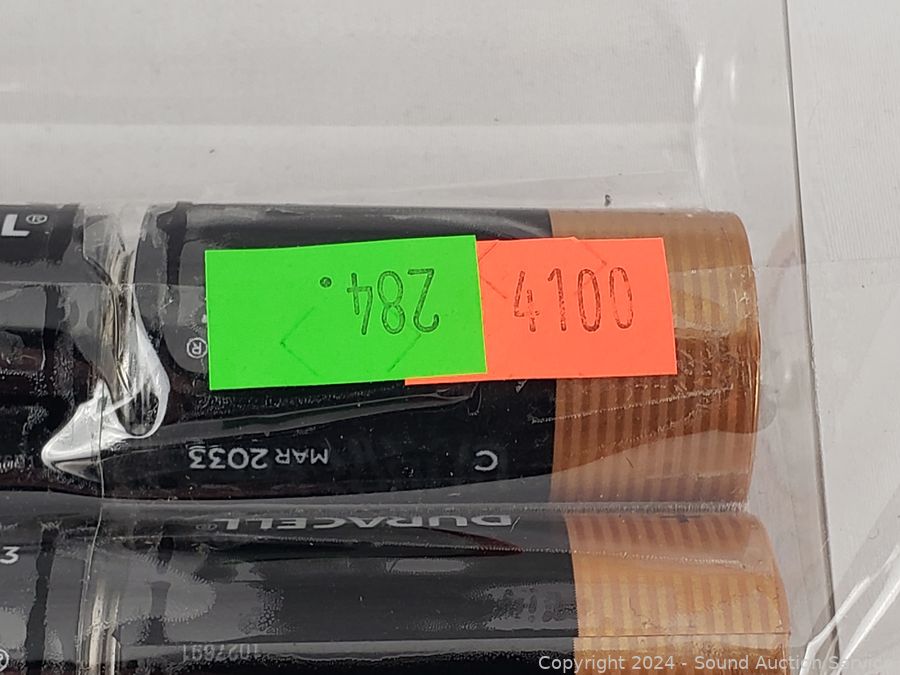 284.
4100
C MAR 2033
DURACELL
Copyright 2024 - Sound Auction Service